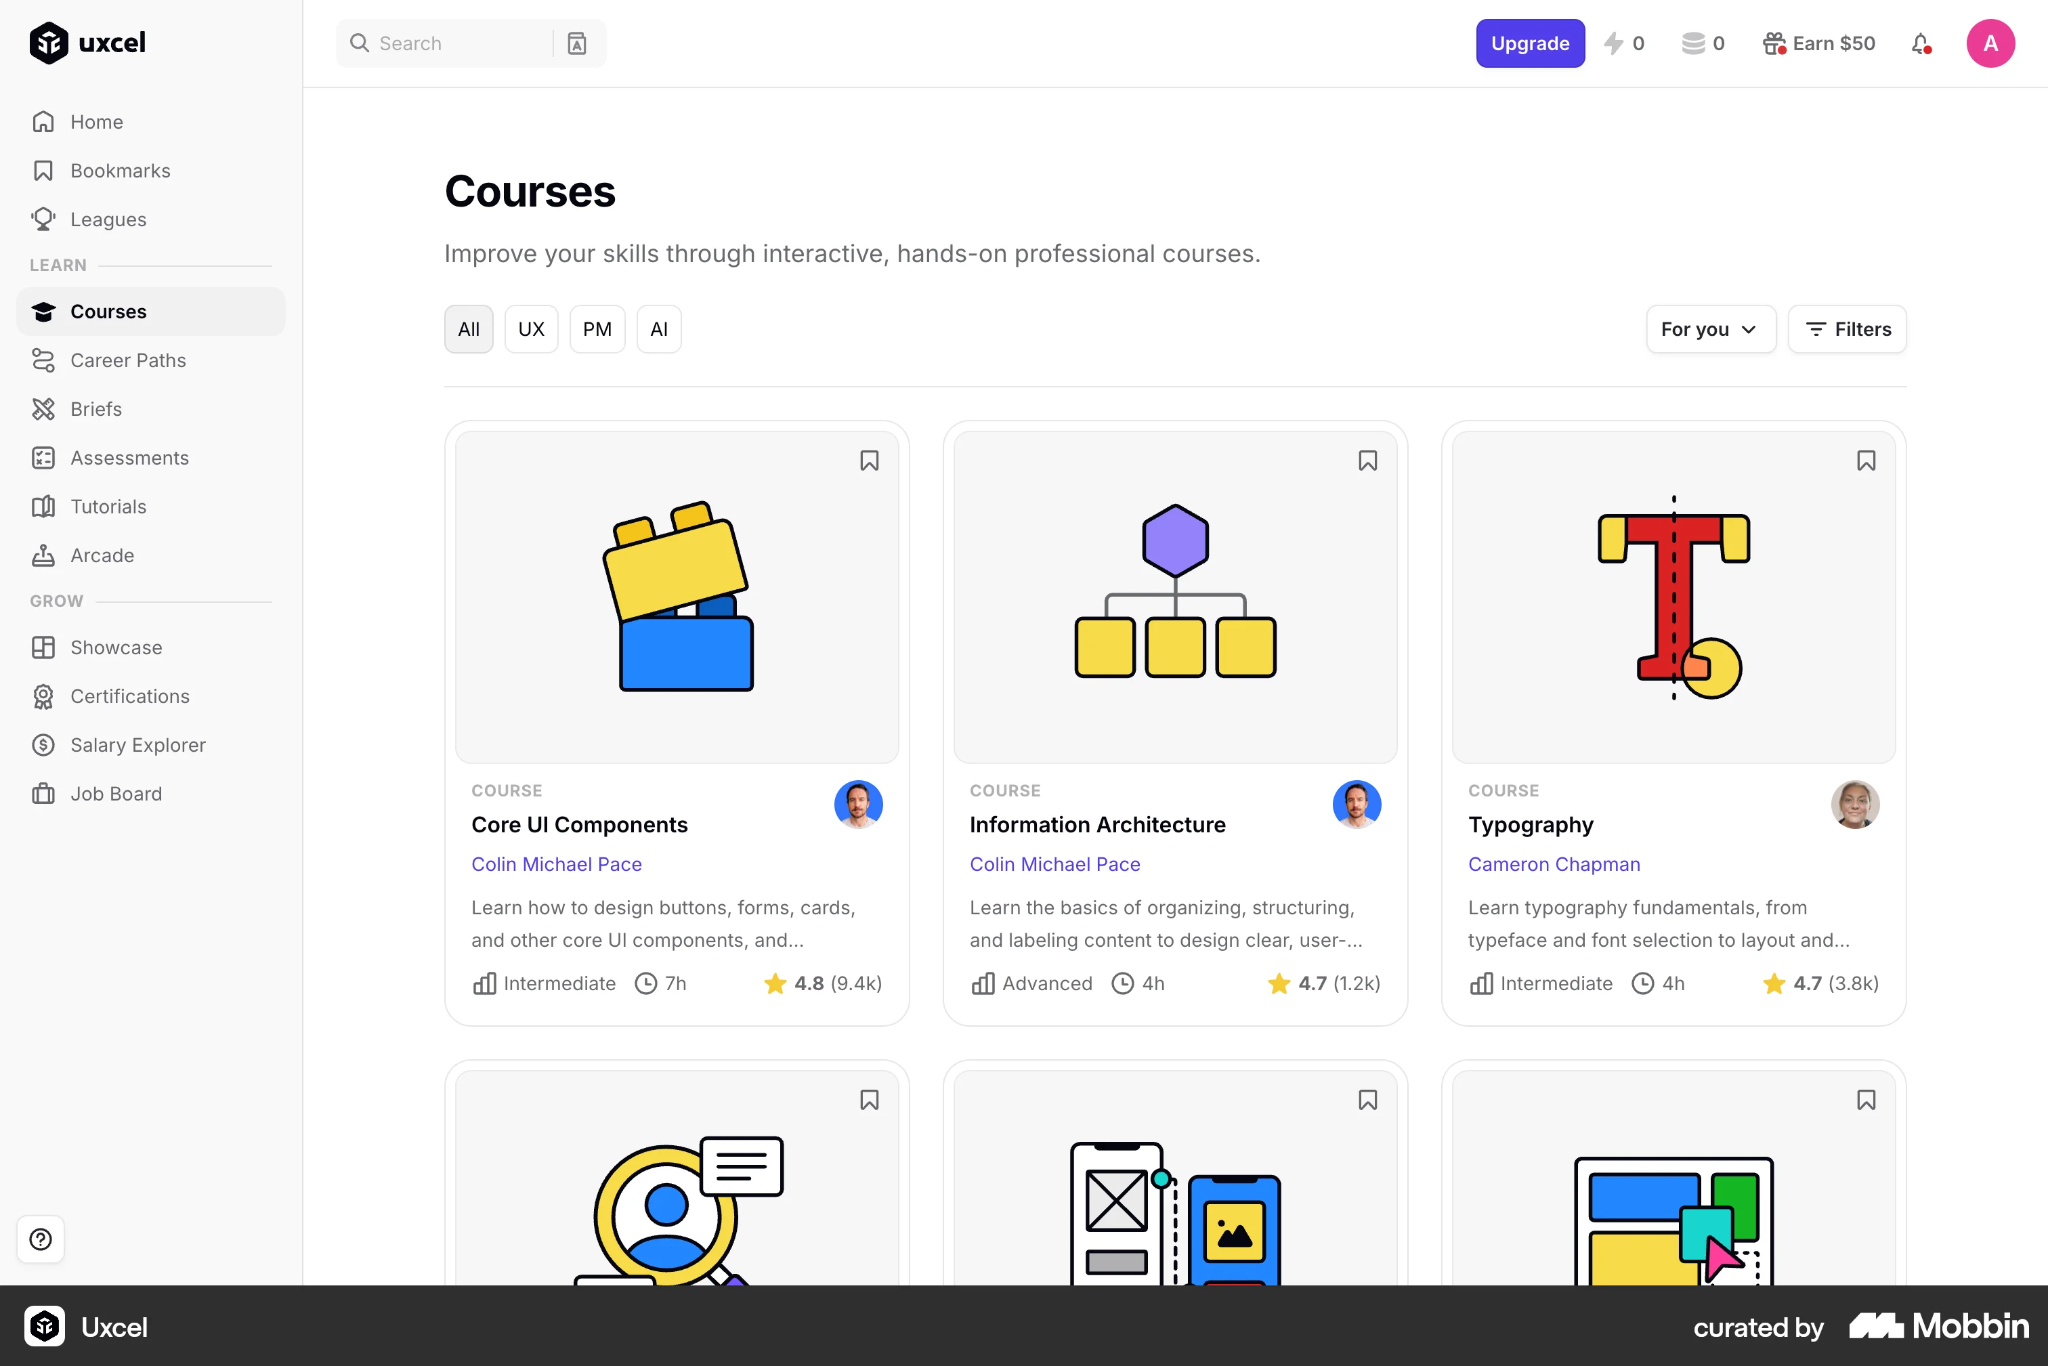 uxcel
Search
Upgrade
0
0
Earn $50
A
Home
Bookmarks
Leagues
LEARN
Courses
Career Paths
Briefs
Assessments
Tutorials
Arcade
GROW
Showcase
Certifications
Salary Explorer
Job Board
Courses
Improve your skills through interactive, hands-on professional courses.
All
UX
PM
AI
For you
Filters
COURSE
Core UI Components
Colin Michael Pace
Learn how to design buttons, forms, cards,
and other core UI components, and...
Intermediate
7h
4.8 (9.4k)
COURSE
Information Architecture
Colin Michael Pace
Learn the basics of organizing, structuring,
and labeling content to design clear, user-...
Advanced
4h
4.7 (1.2k)
COURSE
Typography
Cameron Chapman
Learn typography fundamentals, from
typeface and font selection to layout and...
Intermediate
4h
4.7 (3.8k)
Uxcel
curated by
Mobbin